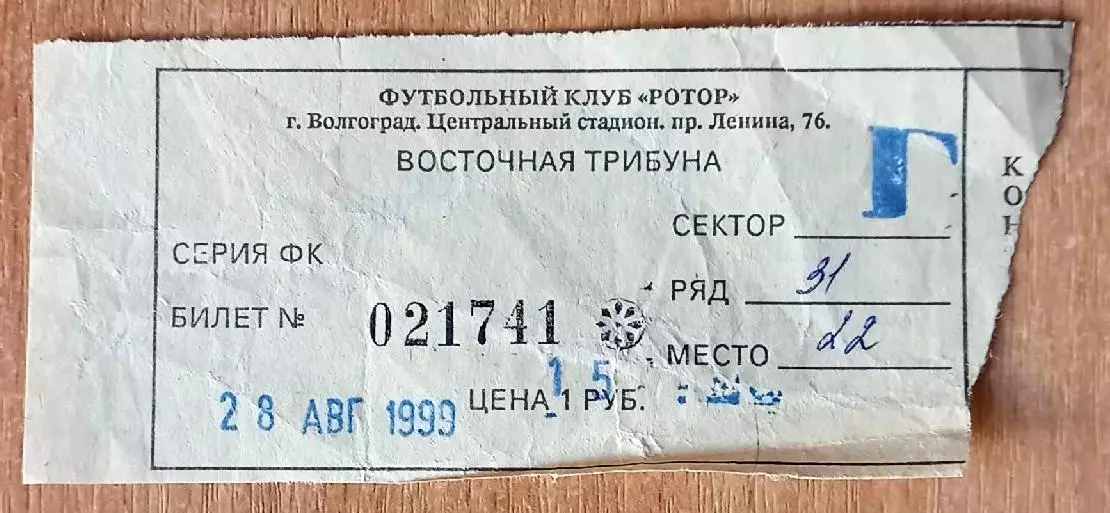 ФУТБОЛЬНЫЙ КЛУБ «РОТОР»
г. Волгоград. Центральный стадион. пр. Ленина, 76.
ВОСТОЧНАЯ ТРИБУНА
СЕКТОР Г
СЕРИЯ ФК
РЯД 31
БИЛЕТ № 021741
МЕСТО 22
ЦЕНА 1 РУБ.
15
28 АВГ 1999
К
О
Н